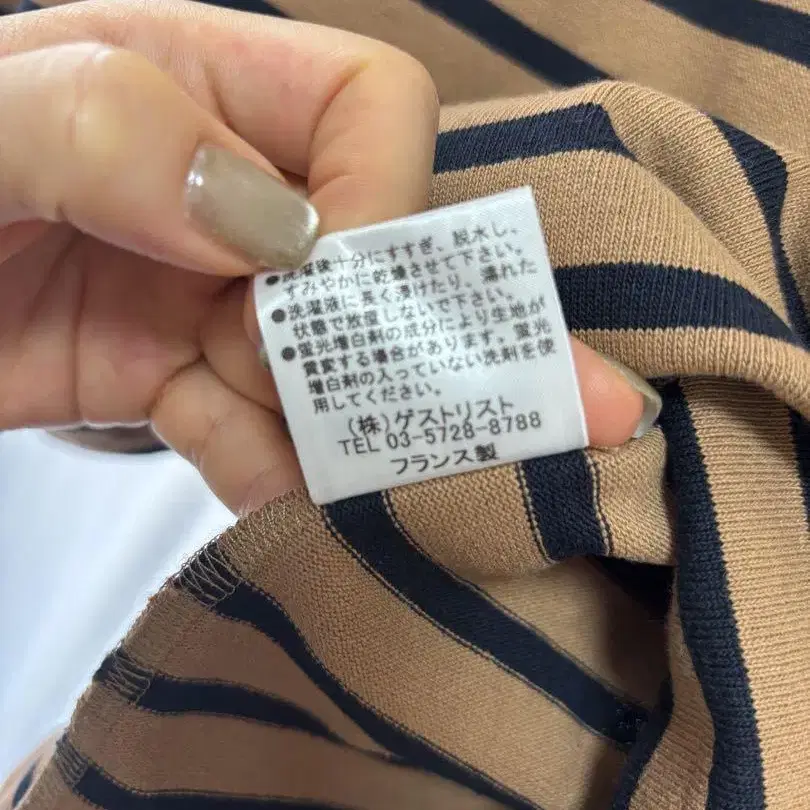 ●洗濯後十分にすすぎ、脱水し、
すみやかに乾燥させて下さい。
●洗濯液に長く浸けたり、濡れた
状態で放置しないで下さい。
●蛍光増白剤の成分により生地が
黄変する場合があります。蛍光
増白剤の入っていない洗剤を使
用してください。
(株)ゲストリスト
TEL 03-5728-8788
フランス製